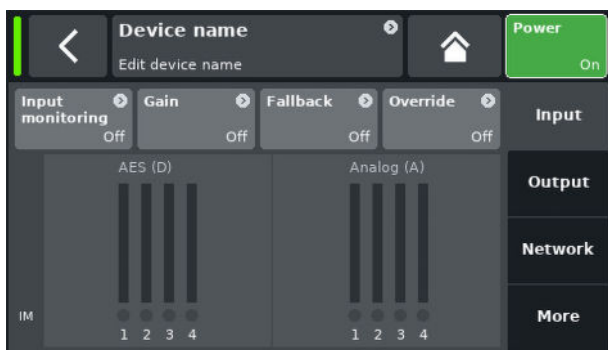 Device name
Edit device name
Power
On
Input monitoring
Off
Gain
Off
Fallback
Off
Override
Off
Input
AES (D)
Analog (A)
Output
Network
IM
1 2 3 4
1 2 3 4
More